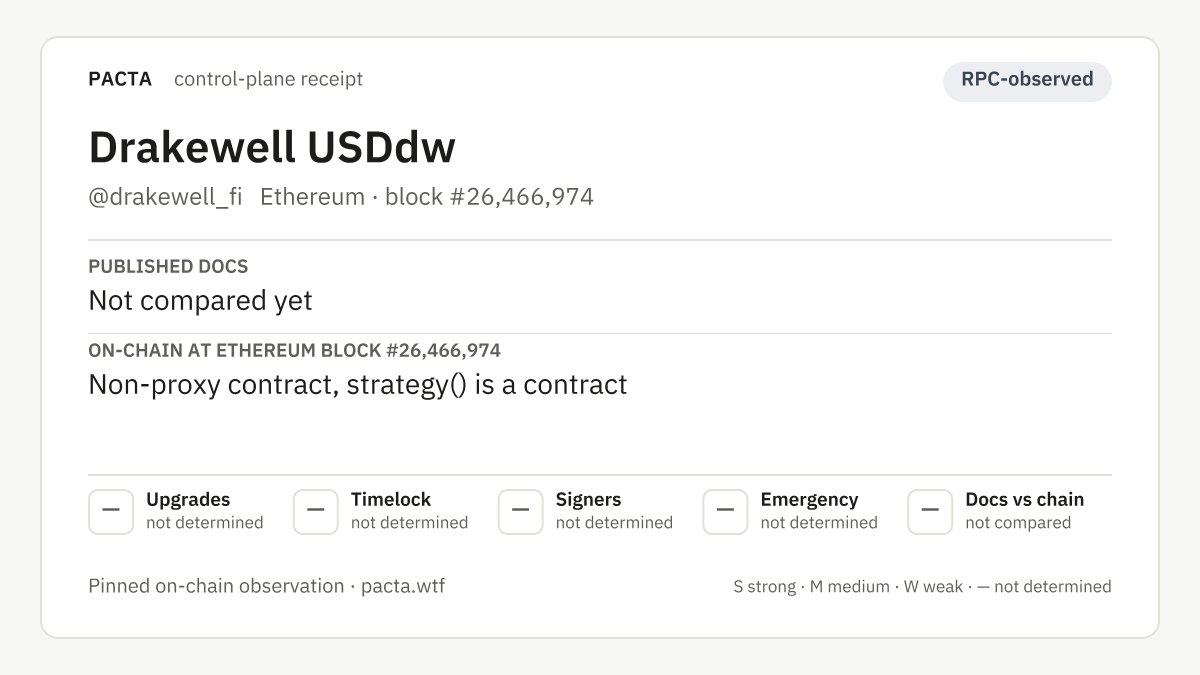 PACTA control-plane receipt
RPC-observed
Drakewell USDdw
@drakewell_fi Ethereum · block #26,466,974
PUBLISHED DOCS
Not compared yet
ON-CHAIN AT ETHEREUM BLOCK #26,466,974
Non-proxy contract, strategy() is a contract
— Upgrades
not determined
— Timelock
not determined
— Signers
not determined
— Emergency
not determined
— Docs vs chain
not compared
Pinned on-chain observation · pacta.wtf
S strong · M medium · W weak · — not determined